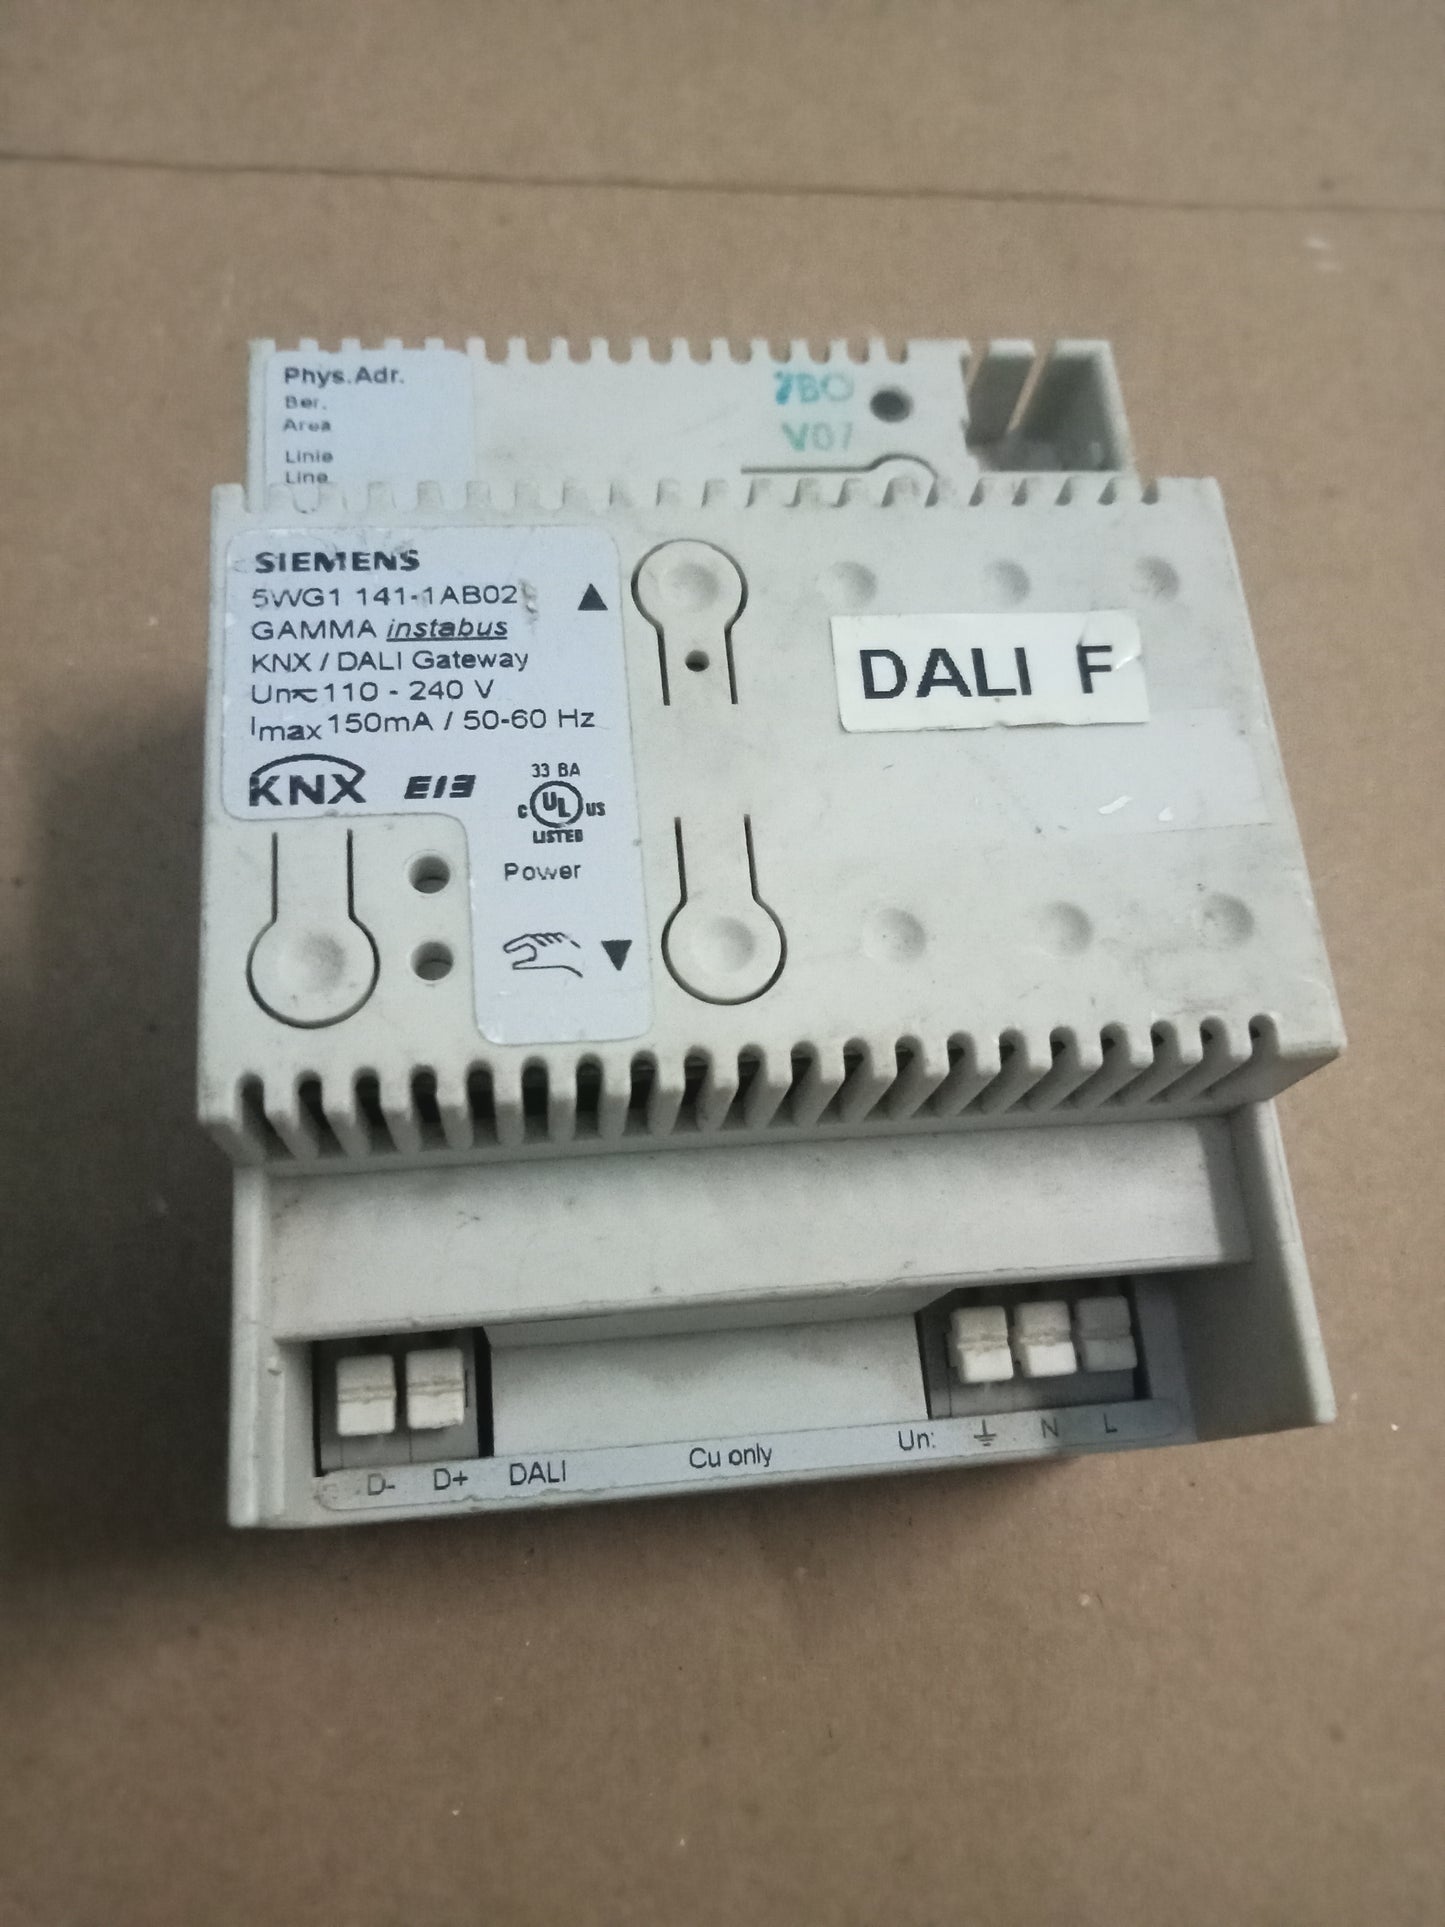 Phys.Adr.
Ber.
Area
Linie
Line
7BO
V07
SIEMENS
5WG1 141-1AB02
GAMMA instabus
KNX / DALI Gateway
Un 110 - 240 V
Imax 150mA / 50-60 Hz
KNX EIB
33 BA
C UL US
LISTED
Power
DALI F
D- D+ DALI Cu only Un: N L